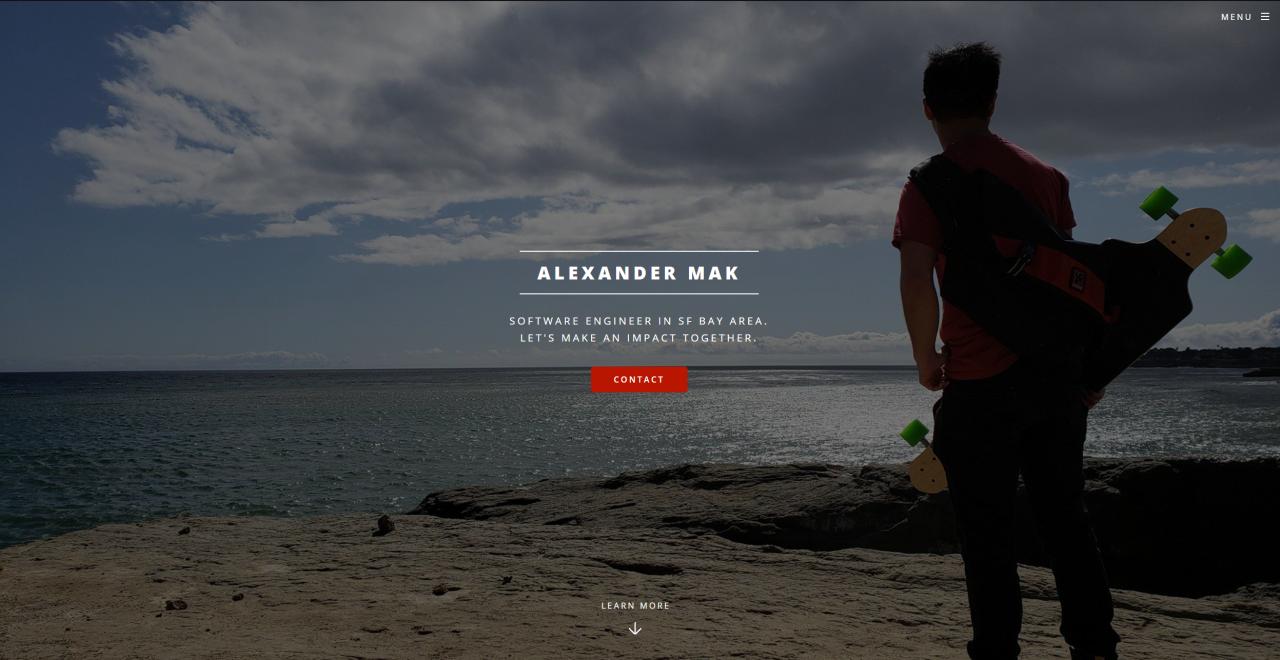 MENU
ALEXANDER MAK
SOFTWARE ENGINEER IN SF BAY AREA.
LET'S MAKE AN IMPACT TOGETHER.
CONTACT
LEARN MORE